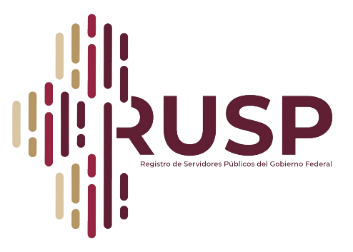 RUSP
Registro de Servidores Públicos del Gobierno Federal